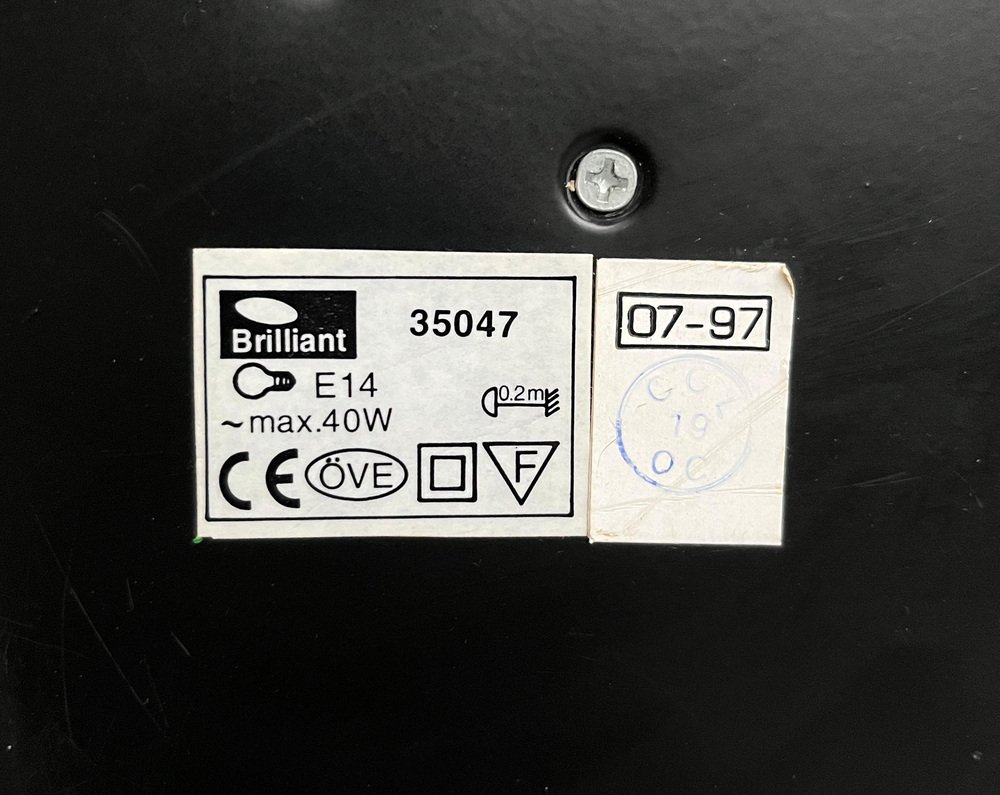 Brilliant
35047
E14
0.2m
~max.40W
CE ÖVE F
07-97
19